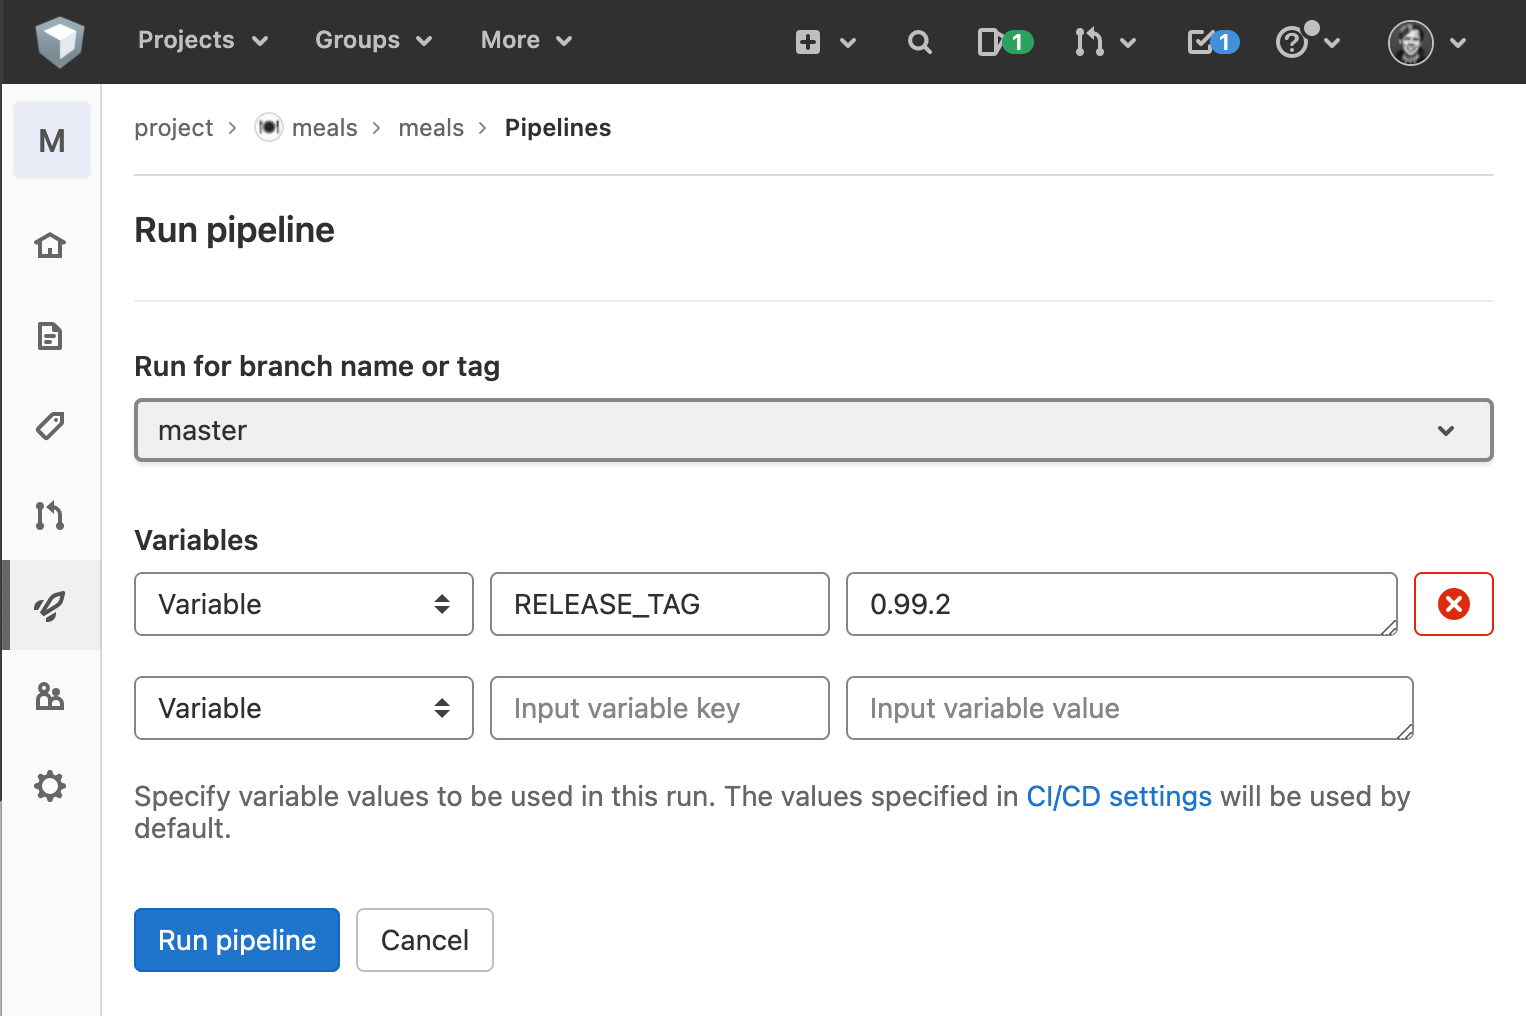 Projects Groups More 1 1
M
project > meals > meals > Pipelines
Run pipeline
Run for branch name or tag
master
Variables
Variable RELEASE_TAG 0.99.2
Variable Input variable key Input variable value
Specify variable values to be used in this run. The values specified in CI/CD settings will be used by
default.
Run pipeline Cancel